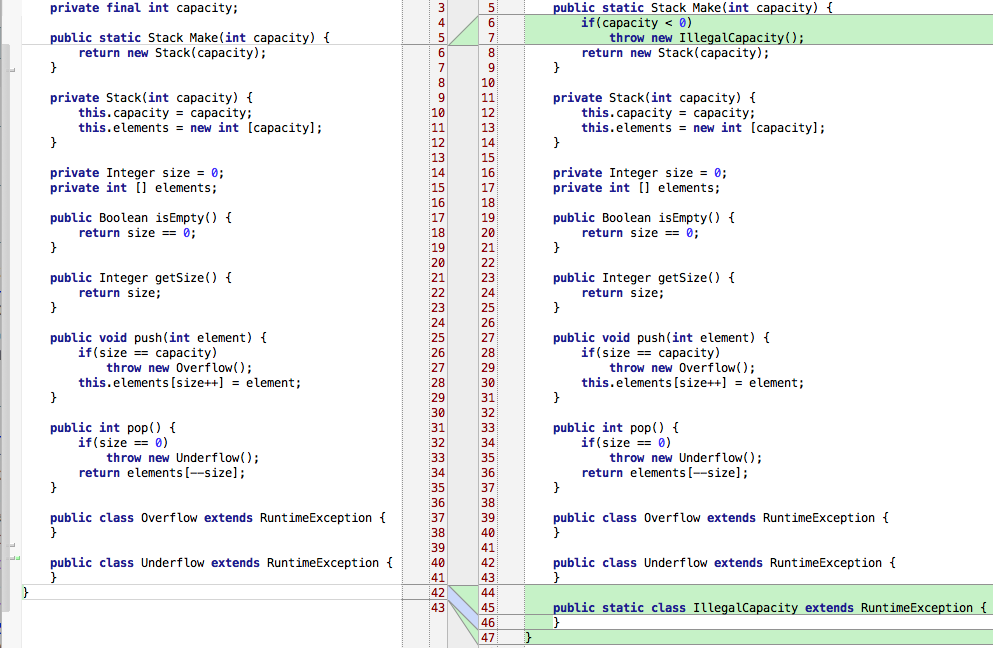 private final int capacity;

    public static Stack Make(int capacity) {
        return new Stack(capacity);
    }

    private Stack(int capacity) {
        this.capacity = capacity;
        this.elements = new int [capacity];
    }

    private Integer size = 0;
    private int [] elements;

    public Boolean isEmpty() {
        return size == 0;
    }

    public Integer getSize() {
        return size;
    }

    public void push(int element) {
        if(size == capacity)
            throw new Overflow();
        this.elements[size++] = element;
    }

    public int pop() {
        if(size == 0)
            throw new Underflow();
        return elements[--size];
    }

    public class Overflow extends RuntimeException {
    }

    public class Underflow extends RuntimeException {
    }
}
3
4
5
6
7
8
9
10
11
12
13
14
15
16
17
18
19
20
21
22
23
24
25
26
27
28
29
30
31
32
33
34
35
36
37
38
39
40
41
42
43
5
6
7
8
9
10
11
12
13
14
15
16
17
18
19
20
21
22
23
24
25
26
27
28
29
30
31
32
33
34
35
36
37
38
39
40
41
42
43
44
45
46
47
    public static Stack Make(int capacity) {
        if(capacity < 0)
            throw new IllegalCapacity();
        return new Stack(capacity);
    }

    private Stack(int capacity) {
        this.capacity = capacity;
        this.elements = new int [capacity];
    }

    private Integer size = 0;
    private int [] elements;

    public Boolean isEmpty() {
        return size == 0;
    }

    public Integer getSize() {
        return size;
    }

    public void push(int element) {
        if(size == capacity)
            throw new Overflow();
        this.elements[size++] = element;
    }

    public int pop() {
        if(size == 0)
            throw new Underflow();
        return elements[--size];
    }

    public class Overflow extends RuntimeException {
    }

    public class Underflow extends RuntimeException {
    }

    public static class IllegalCapacity extends RuntimeException {
    }
}